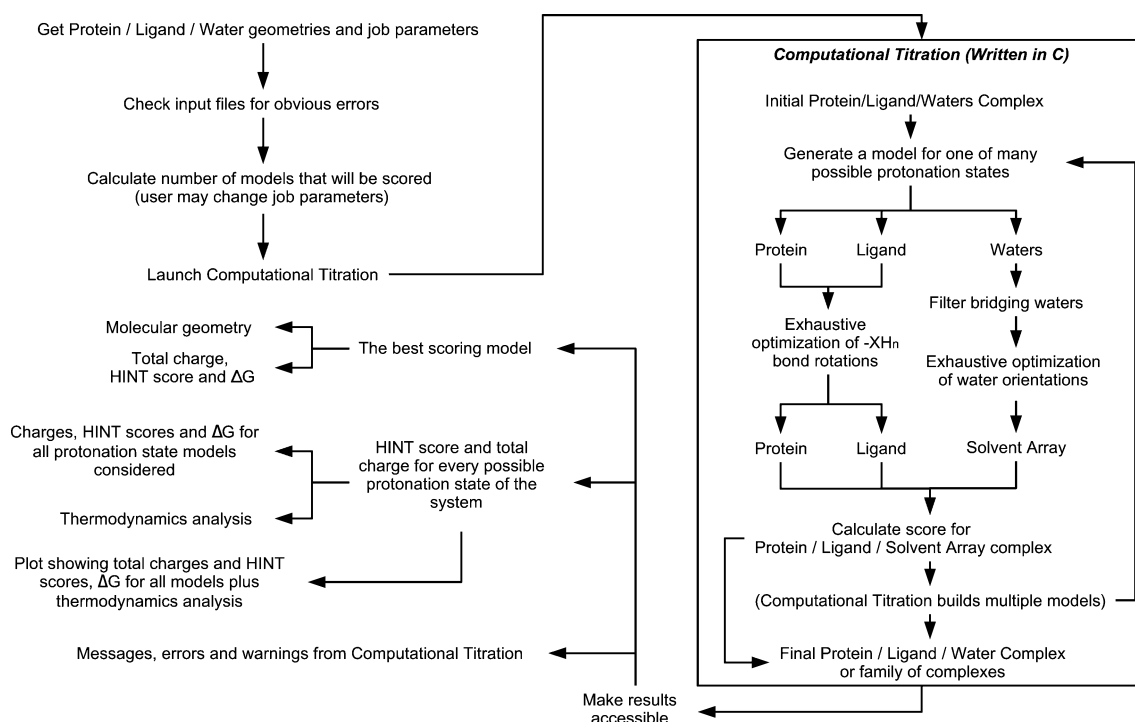 Get Protein / Ligand / Water geometries and job parameters
Check input files for obvious errors
Calculate number of models that will be scored
(user may change job parameters)
Launch Computational Titration
Computational Titration (Written in C)
Initial Protein/Ligand/Waters Complex
Generate a model for one of many
possible protonation states
Protein
Ligand
Waters
Filter bridging waters
Exhaustive
optimization of -XHn
bond rotations
Exhaustive optimization
of water orientations
Protein
Ligand
Solvent Array
Calculate score for
Protein / Ligand / Solvent Array complex
(Computational Titration builds multiple models)
Final Protein / Ligand / Water Complex
or family of complexes
Make results
accessible
The best scoring model
Molecular geometry
Total charge,
HINT score and ΔG
HINT score and total
charge for every possible
protonation state of the
system
Charges, HINT scores and ΔG for
all protonation state models
considered
Thermodynamics analysis
Plot showing total charges and HINT
scores, ΔG for all models plus
thermodynamics analysis
Messages, errors and warnings from Computational Titration